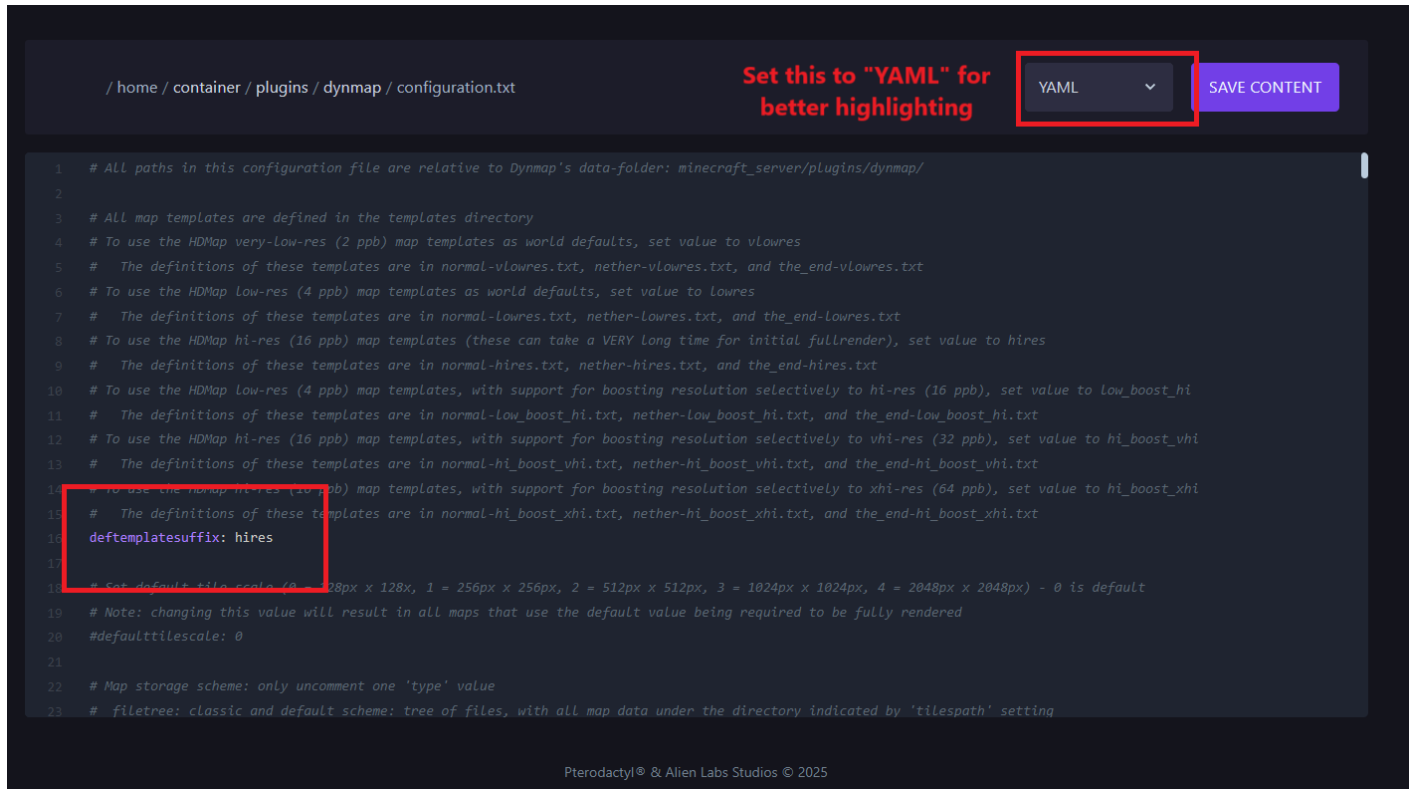 / home / container / plugins / dynmap / configuration.txt
Set this to "YAML" for
better highlighting
YAML
SAVE CONTENT
1 # All paths in this configuration file are relative to Dynmap's data-folder: minecraft_server/plugins/dynmap/
2
3 # All map templates are defined in the templates directory
4 # To use the HDMap very-low-res (2 ppb) map templates as world defaults, set value to vlowres
5 #   The definitions of these templates are in normal-vlowres.txt, nether-vlowres.txt, and the_end-vlowres.txt
6 # To use the HDMap low-res (4 ppb) map templates as world defaults, set value to lowres
7 #   The definitions of these templates are in normal-lowres.txt, nether-lowres.txt, and the_end-lowres.txt
8 # To use the HDMap hi-res (16 ppb) map templates (these can take a VERY long time for initial fullrender), set value to hires
9 #   The definitions of these templates are in normal-hires.txt, nether-hires.txt, and the_end-hires.txt
10 # To use the HDMap low-res (4 ppb) map templates, with support for boosting resolution selectively to hi-res (16 ppb), set value to low_boost_hi
11 #   The definitions of these templates are in normal-low_boost_hi.txt, nether-low_boost_hi.txt, and the_end-low_boost_hi.txt
12 # To use the HDMap hi-res (16 ppb) map templates, with support for boosting resolution selectively to vhi-res (32 ppb), set value to hi_boost_vhi
13 #   The definitions of these templates are in normal-hi_boost_vhi.txt, nether-hi_boost_vhi.txt, and the_end-hi_boost_vhi.txt
14 # To use the HDMap hi-res (16 ppb) map templates, with support for boosting resolution selectively to xhi-res (64 ppb), set value to hi_boost_xhi
15 #   The definitions of these templates are in normal-hi_boost_xhi.txt, nether-hi_boost_xhi.txt, and the_end-hi_boost_xhi.txt
16 deftemplatesuffix: hires
17
18 # Set default tile scale (0 = 128px x 128x, 1 = 256px x 256px, 2 = 512px x 512px, 3 = 1024px x 1024px, 4 = 2048px x 2048px) - 0 is default
19 # Note: changing this value will result in all maps that use the default value being required to be fully rendered
20 #defaulttilescale: 0
21
22 # Map storage scheme: only uncomment one 'type' value
23 #  filetree: classic and default scheme: tree of files, with all map data under the directory indicated by 'tilespath' setting
Pterodactyl® & Alien Labs Studios © 2025